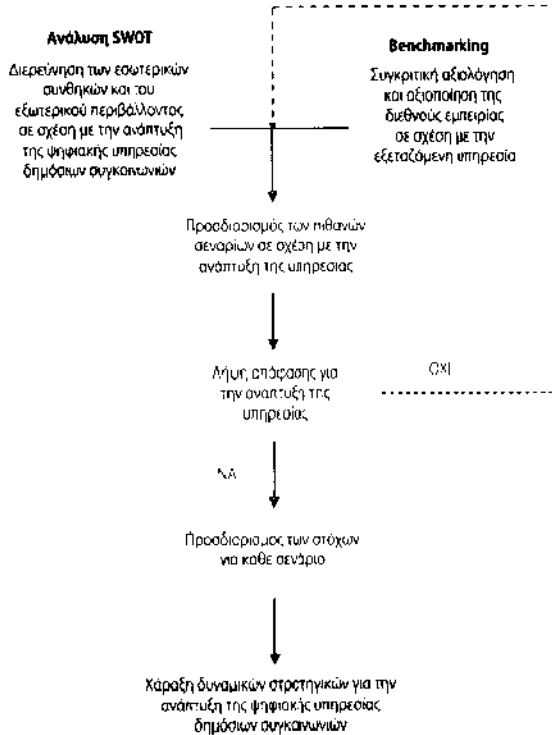 Ανάλυση SWOT
Διερεύνηση των εσωτερικών
συνθηκών και του
εξωτερικού περιβάλλοντος
σε σχέση με την ανάπτυξη
της ψηφιακής υπηρεσίας
δημόσιων συγκοινωνιών
Benchmarking
Συγκριτική αξιολόγηση
και αξιοποίηση της
διεθνούς εμπειρίας
σε σχέση με την
εξεταζόμενη υπηρεσία
Προσδιορισμός των πιθανών
σεναρίων σε σχέση με την
ανάπτυξη της υπηρεσίας
Λήψη απόφασης για
την ανάπτυξη της
υπηρεσίας
ΟΧΙ
ΝΑ
Προσδιορισμος των στόχων
για κάθε σενάριο
Χάραξη δυναμικών στρατηγικών για την
ανάπτυξη της ψηφιακής υπηρεσίας
δημόσιων συγκοινωνιών